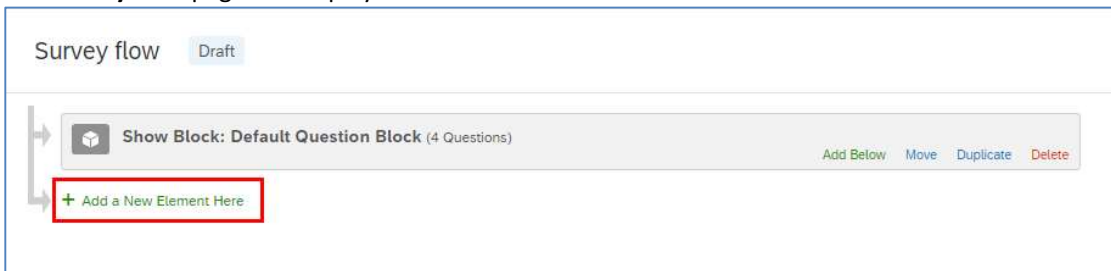 Survey flow Draft
Show Block: Default Question Block (4 Questions)
Add Below Move Duplicate Delete
+ Add a New Element Here